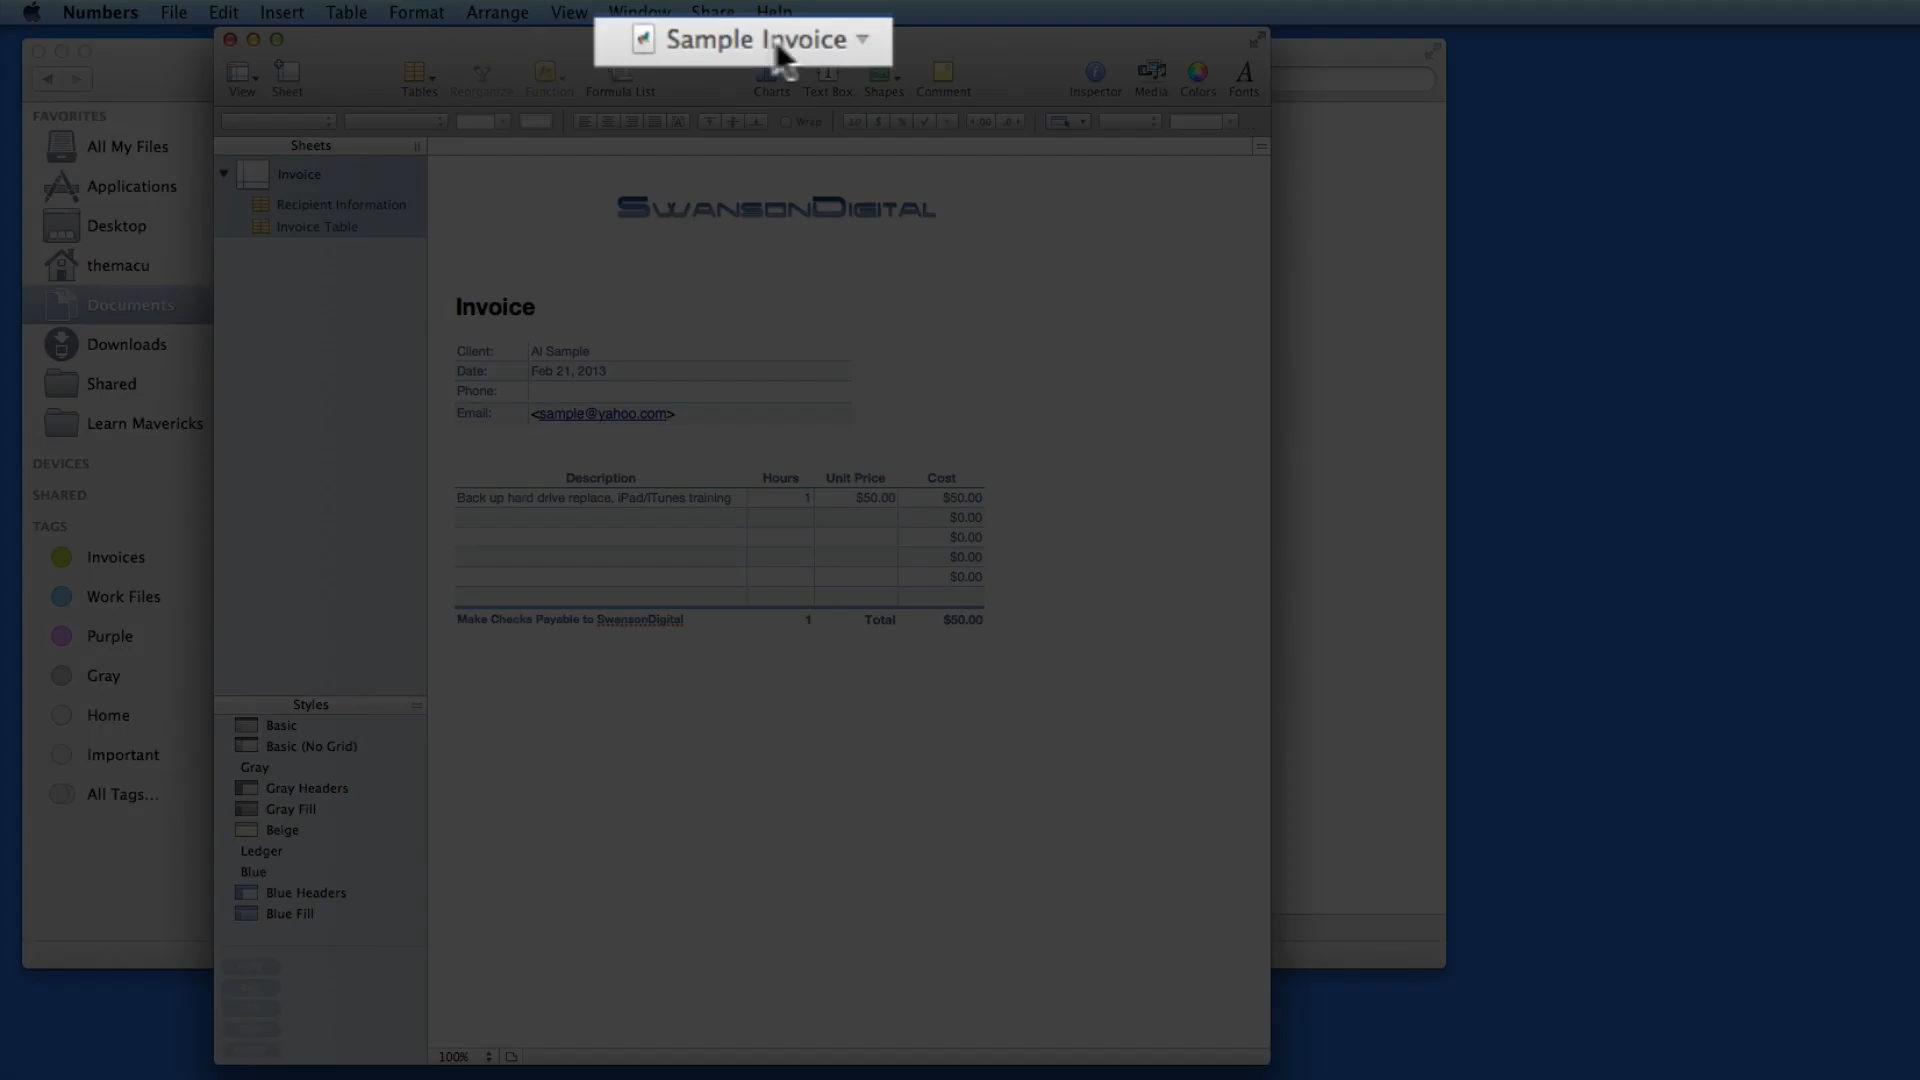 Numbers File Edit Insert Table Format Arrange View Window Share Help
Sample Invoice
View Sheet Tables Reorganize Function Formula List Charts Text Box Shapes Comment Inspector Media Colors Fonts
Wrap
FAVORITES
All My Files
Applications
Desktop
themacu
Documents
Downloads
Shared
Learn Mavericks
DEVICES
SHARED
TAGS
Invoices
Work Files
Purple
Gray
Home
Important
All Tags...
Sheets
Invoice
Recipient Information
Invoice Table
Styles
Basic
Basic (No Grid)
Gray
Gray Headers
Gray Fill
Beige
Ledger
Blue
Blue Headers
Blue Fill
SwansonDigital
Invoice
Client: Al Sample
Date: Feb 21, 2013
Phone:
Email: <sample@yahoo.com>
Description Hours Unit Price Cost
Back up hard drive replace, iPad/iTunes training 1 $50.00 $50.00
$0.00
$0.00
$0.00
$0.00
Make Checks Payable to SwansonDigital 1 Total $50.00
100%